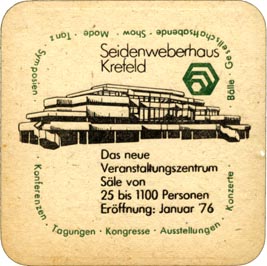 Symposien · Tanz · Mode · Show · Gesellschaftsabende · Bälle
Seidenweberhaus
Krefeld
Das neue
Veranstaltungszentrum
Säle von
25 bis 1100 Personen
Eröffnung: Januar '76
Konferenzen · Tagungen · Kongresse · Ausstellungen · Konzerte ·